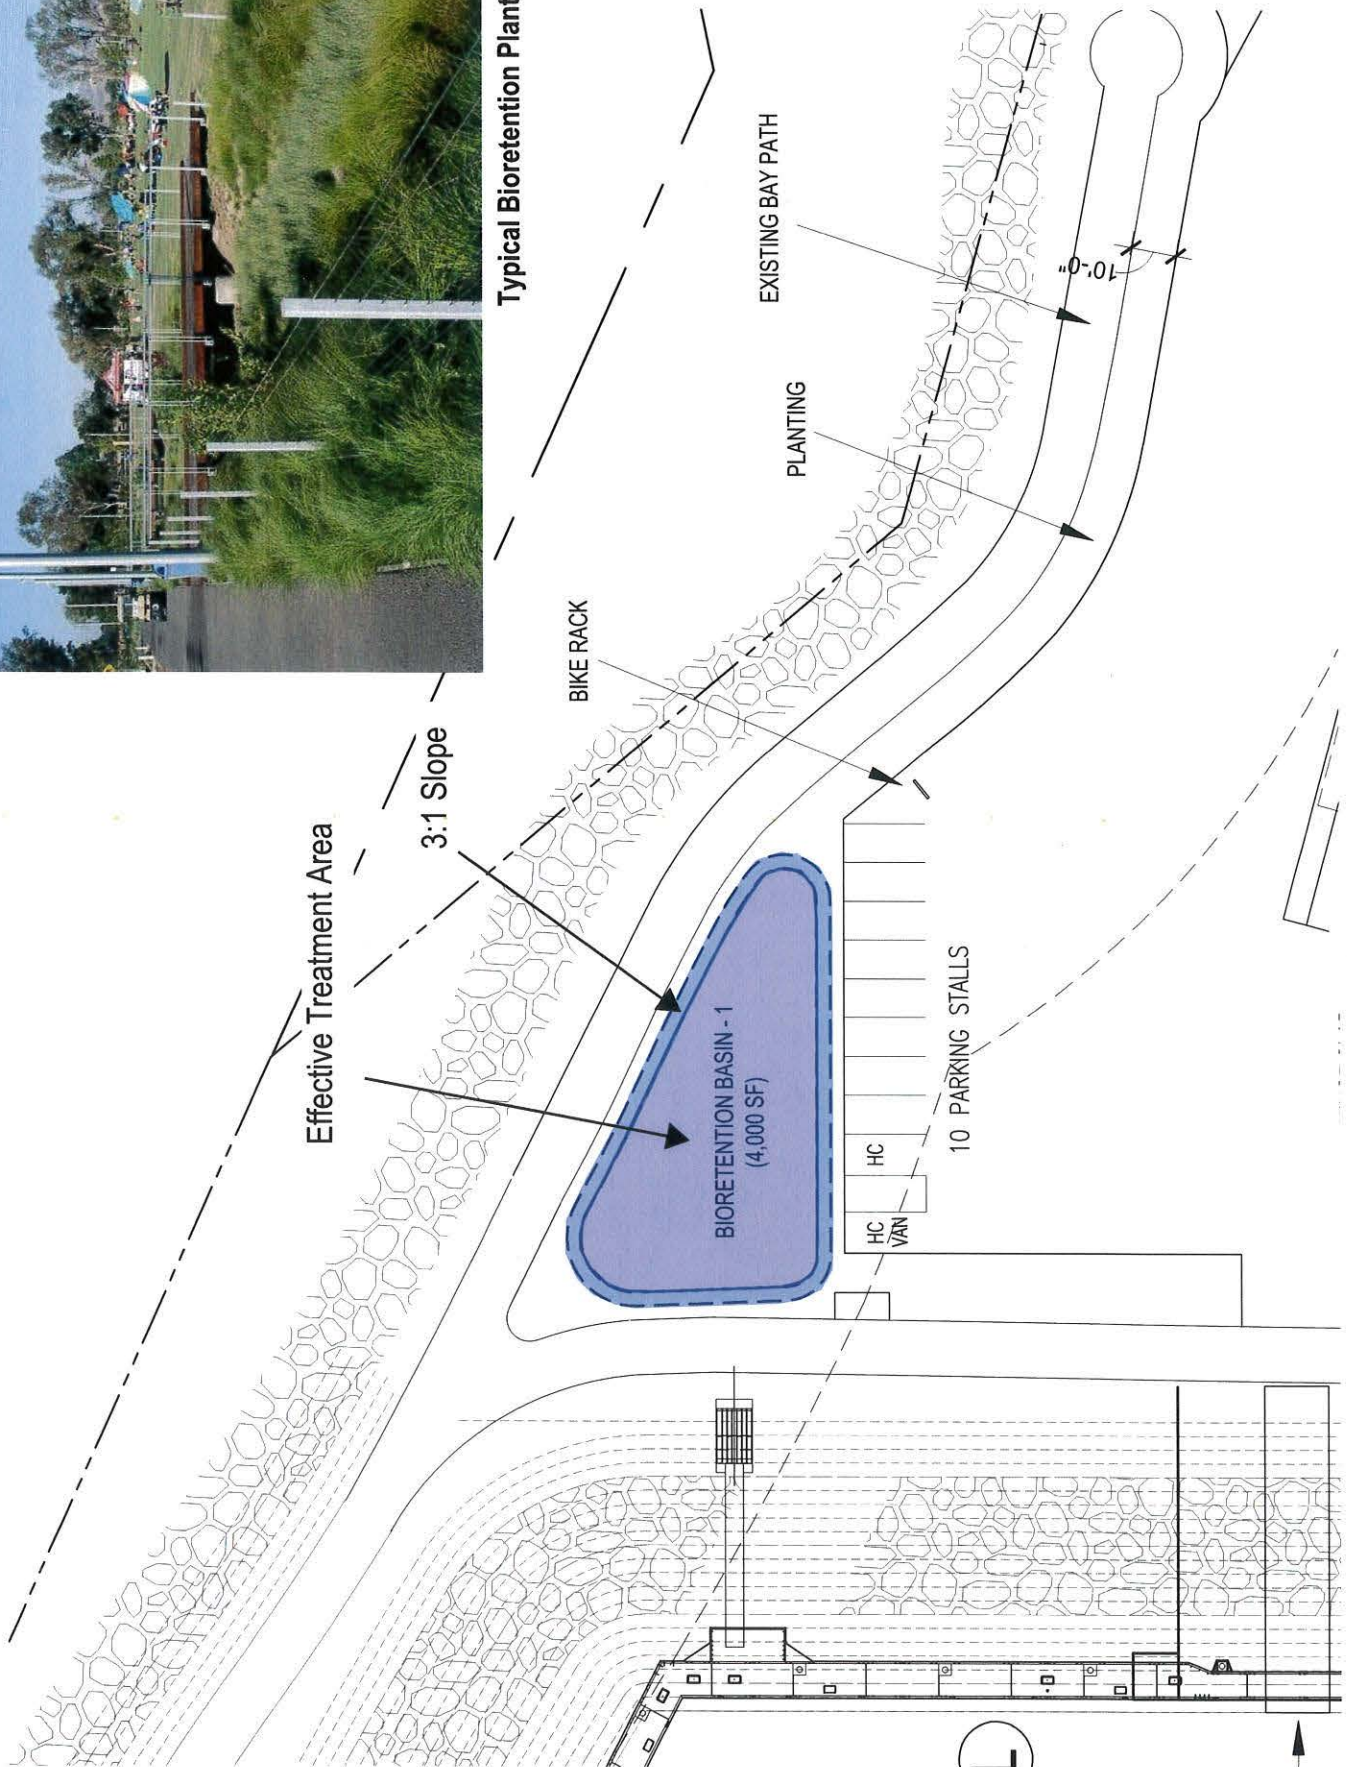 Typical Bioretention Plant
Effective Treatment Area
3:1 Slope
BIKE RACK
PLANTING
EXISTING BAY PATH
10'-0"
BIORETENTION BASIN - 1
(4,000 SF)
HC
VAN
HC
10 PARKING STALLS